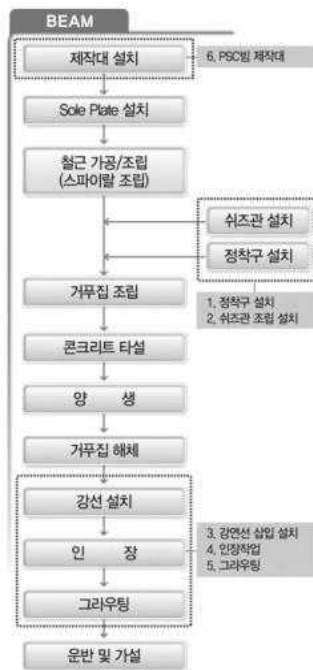 BEAM
제작대 설치
6. PSC빔 제작대
Sole Plate 설치
철근 가공/조립
(스파이랄 조립)
쉬즈관 설치
정착구 설치
거푸집 조립
1. 정착구 설치
2. 쉬즈관 조립 설치
콘크리트 타설
양 생
거푸집 해체
강선 설치
인 장
3. 강연선 삽입 설치
4. 인장작업
5. 그라우팅
그라우팅
운반 및 가설